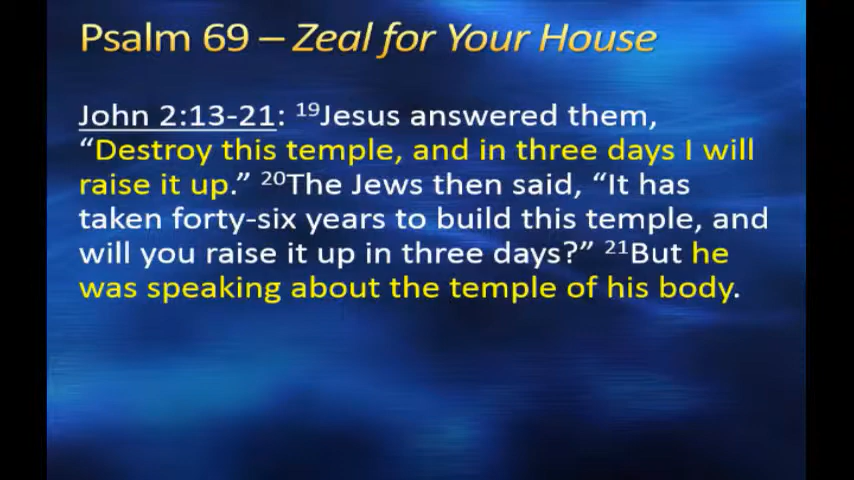 Psalm 69 – Zeal for Your House
John 2:13-21: ¹⁹Jesus answered them,
“Destroy this temple, and in three days I will
raise it up.” ²⁰The Jews then said, “It has
taken forty-six years to build this temple, and
will you raise it up in three days?” ²¹But he
was speaking about the temple of his body.